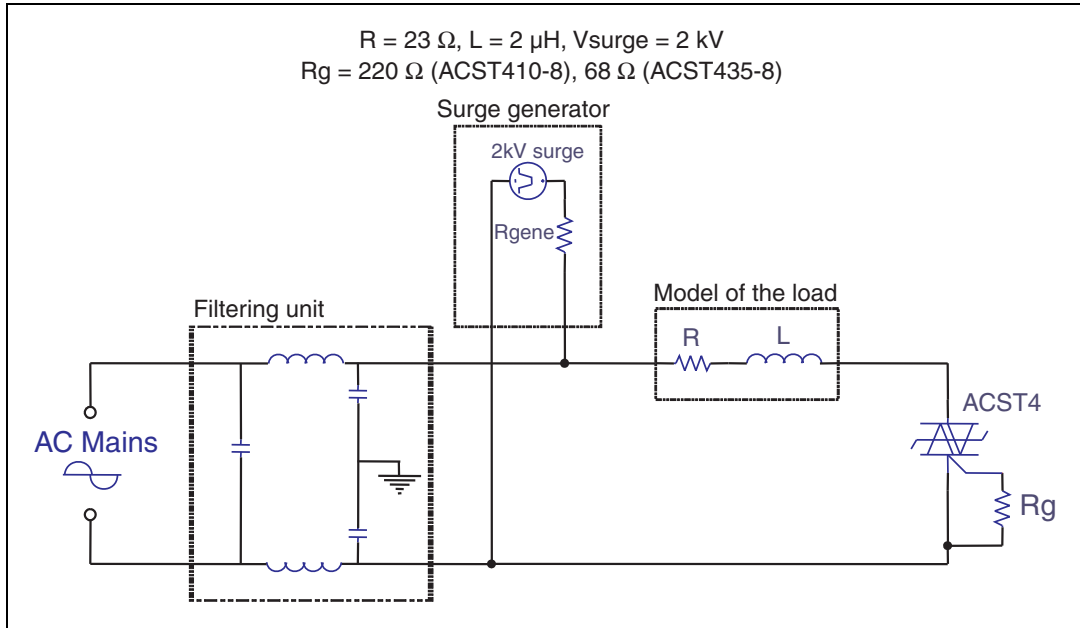 R = 23 Ω, L = 2 µH, Vsurge = 2 kV
Rg = 220 Ω (ACST410-8), 68 Ω (ACST435-8)
Surge generator
2kV surge
Rgene
Filtering unit
Model of the load
R L
ACST4
AC Mains
Rg